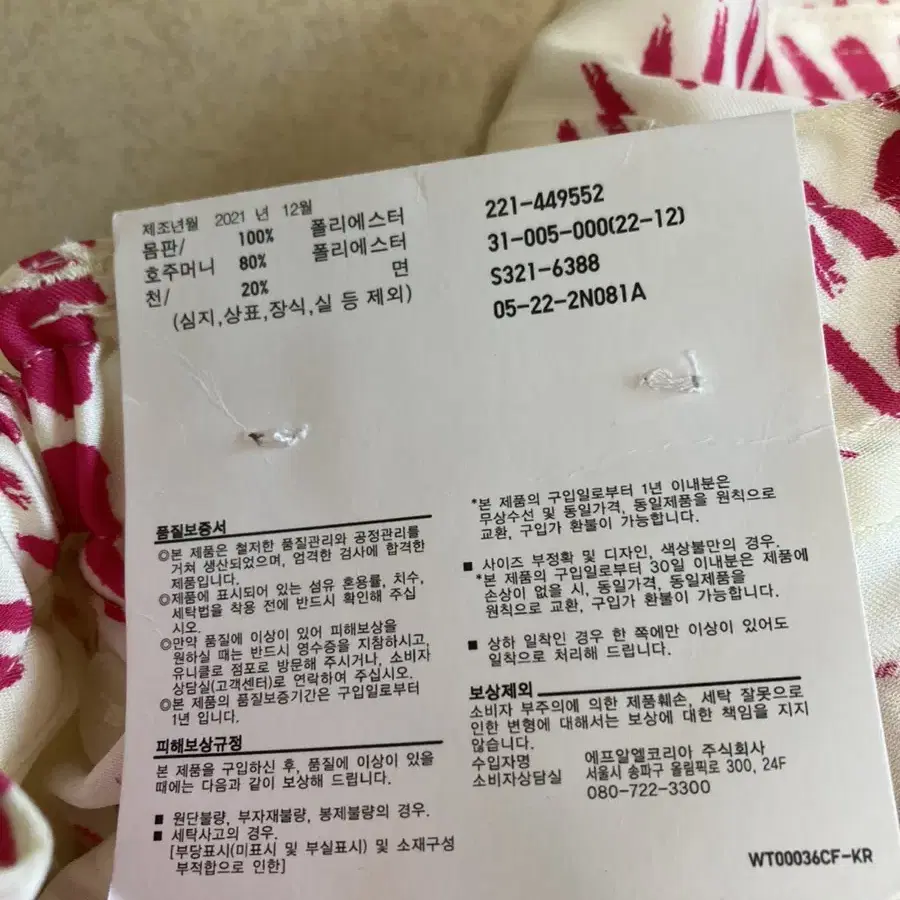 제조년월 2021 년 12월
몸판/ 100% 폴리에스터
호주머니 80% 폴리에스터
천/ 20% 면
(심지,상표,장식,실 등 제외)
221-449552
31-005-000(22-12)
S321-6388
05-22-2N081A
품질보증서
◎본 제품은 철저한 품질관리와 공정관리를
거쳐 생산되었으며, 엄격한 검사에 합격한
제품입니다.
◎제품에 표시되어 있는 섬유 혼용률, 치수,
세탁법을 착용 전에 반드시 확인해 주십
시오.
◎만약 품질에 이상이 있어 피해보상을
원하실 때는 반드시 영수증을 지참하시고,
유니클로 점포로 방문해 주시거나, 소비자
상담실(고객센터)로 연락하여 주십시오.
◎본 제품의 품질보증기간은 구입일로부터
1년 입니다.
피해보상규정
본 제품을 구입하신 후, 품질에 이상이 있을
때에는 다음과 같이 보상해 드립니다.
■ 원단불량, 부자재불량, 봉제불량의 경우.
■ 세탁사고의 경우.
[부당표시(미표시 및 부실표시) 및 소재구성
부적합으로 인한]
*본 제품의 구입일로부터 1년 이내분은
무상수선 및 동일가격, 동일제품을 원칙으로
교환, 구입가 환불이 가능합니다.
■ 사이즈 부정확 및 디자인, 색상불만의 경우.
*본 제품의 구입일로부터 30일 이내분은 제품에
손상이 없을 시, 동일가격, 동일제품을
원칙으로 교환, 구입가 환불이 가능합니다.
■ 상하 일착인 경우 한 쪽에만 이상이 있어도
일착으로 처리해 드립니다.
보상제외
소비자 부주의에 의한 제품훼손, 세탁 잘못으로
인한 변형에 대해서는 보상에 대한 책임을 지지
않습니다.
수입자명 에프알엘코리아 주식회사
서울시 송파구 올림픽로 300, 24F
소비자상담실 080-722-3300
WT00036CF-KR